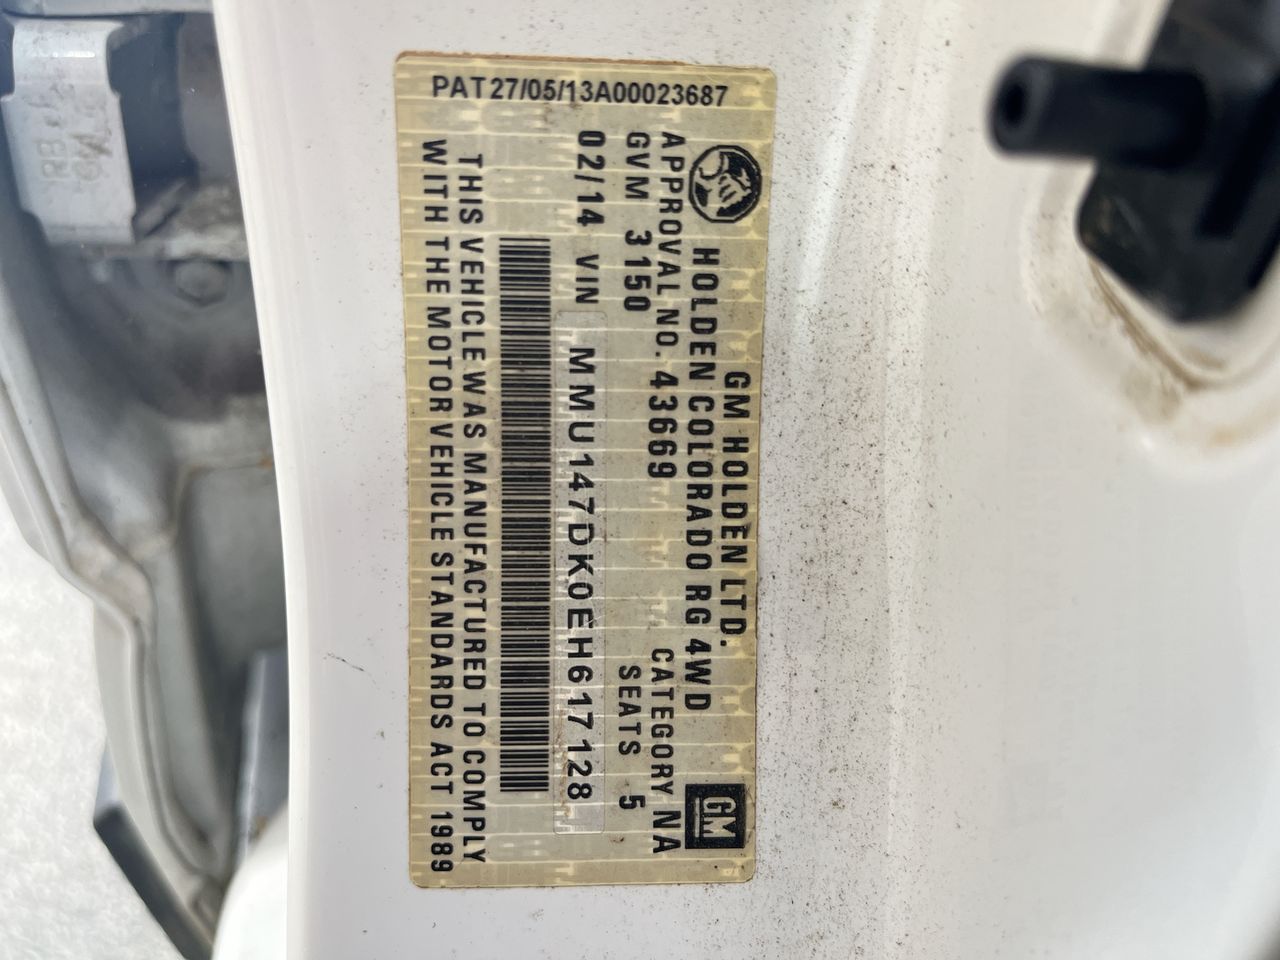 PAT27/05/13A00023687
GM HOLDEN LTD.
HOLDEN COLORADO RG 4WD
APPROVAL NO. 43669 CATEGORY NA
GVM 3150 SEATS 5
02/14 VIN MMU147DK0EH617128
THIS VEHICLE WAS MANUFACTURED TO COMPLY
WITH THE MOTOR VEHICLE STANDARDS ACT 1989
GM